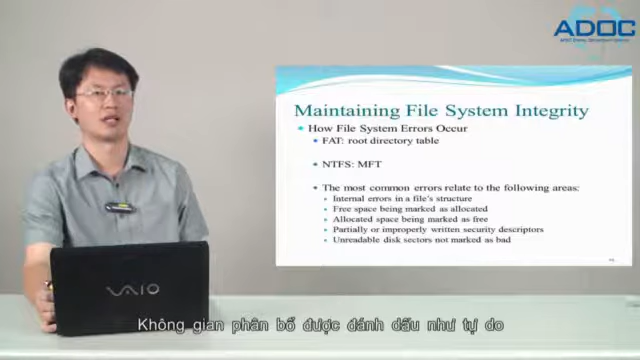 ADOC
Maintaining File System Integrity
How File System Errors Occur
FAT: root directory table
NTFS: MFT
The most common errors relate to the following areas:
Internal errors in a file's structure
Free space being marked as allocated
Allocated space being marked as free
Partially or improperly written security descriptors
Unreadable disk sectors not marked as bad
VAIO
Không gian phân bổ được đánh dấu như tự do